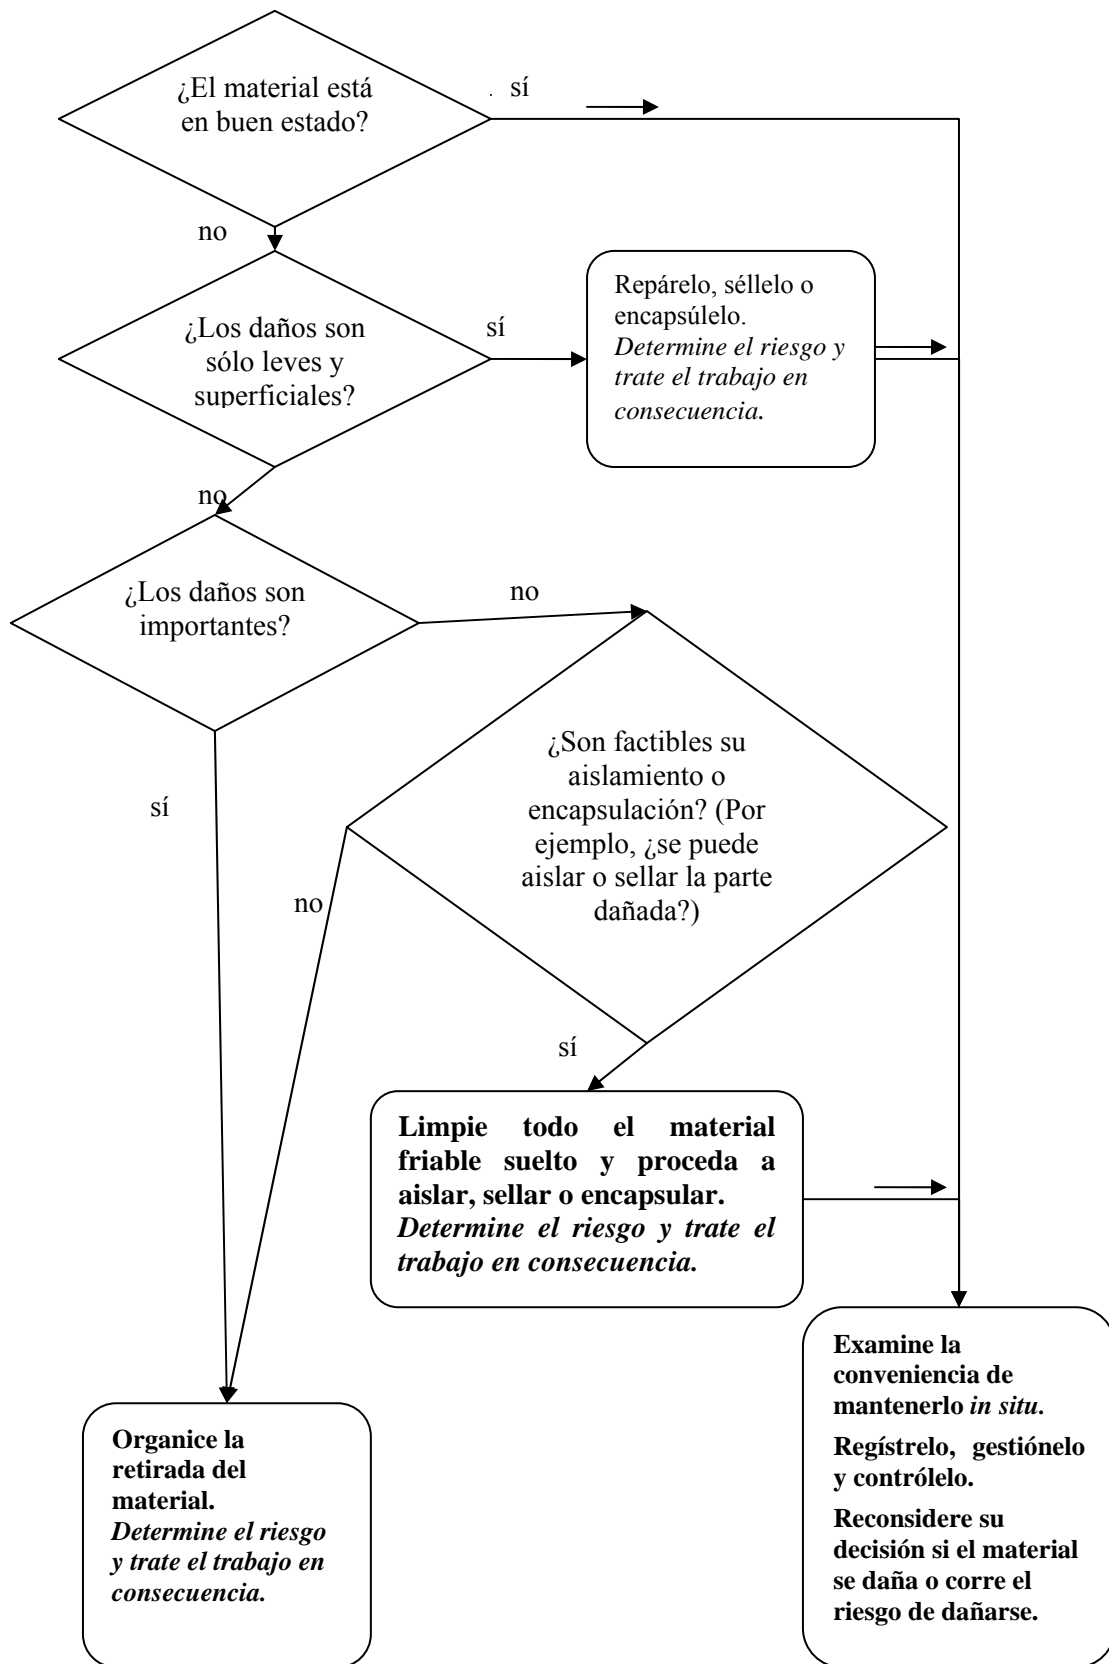 ¿El material está
en buen estado?
. sí
no
¿Los daños son
sólo leves y
superficiales?
sí
Repárelo, séllelo o
encapsúlelo.
Determine el riesgo y
trate el trabajo en
consecuencia.
no
¿Los daños son
importantes?
no
¿Son factibles su
aislamiento o
encapsulación? (Por
ejemplo, ¿se puede
aislar o sellar la parte
dañada?)
sí
no
sí
Limpie todo el material
friable suelto y proceda a
aislar, sellar o encapsular.
Determine el riesgo y trate el
trabajo en consecuencia.
Examine la
conveniencia de
mantenerlo in situ.
Regístrelo, gestiónelo
y contrólelo.
Reconsidere su
decisión si el material
se daña o corre el
riesgo de dañarse.
Organice la
retirada del
material.
Determine el riesgo
y trate el trabajo en
consecuencia.